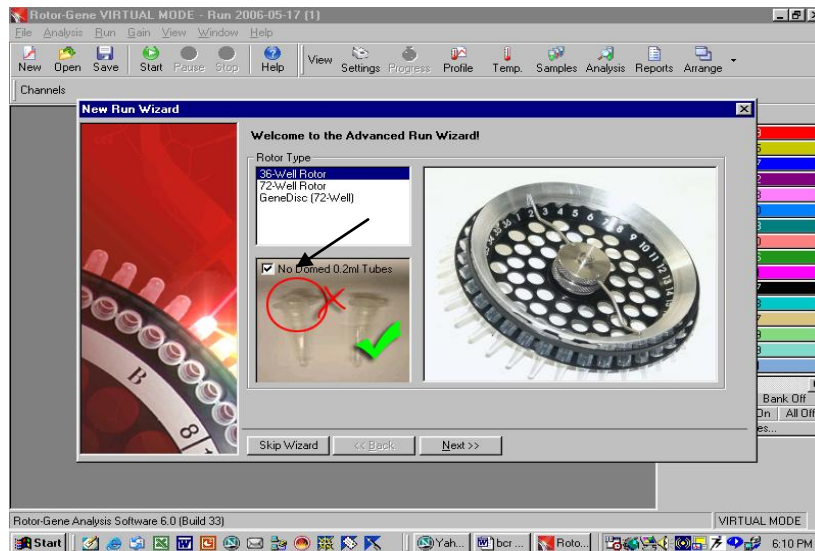 Rotor-Gene VIRTUAL MODE - Run 2006-05-17 (1)
File Analysis Run Gain View Window Help
New Open Save Start Pause Stop Help View Settings Progress Profile Temp. Samples Analysis Reports Arrange
Channels
New Run Wizard
Welcome to the Advanced Run Wizard!
Rotor Type
36-Well Rotor
72-Well Rotor
GeneDisc (72-Well)
No Domed 0.2ml Tubes
Skip Wizard << Back Next >>
Bank Off
On All Off
es...
Rotor-Gene Analysis Software 6.0 (Build 33) VIRTUAL MODE
Start Yah... bcr ... Roto... 6:10 PM